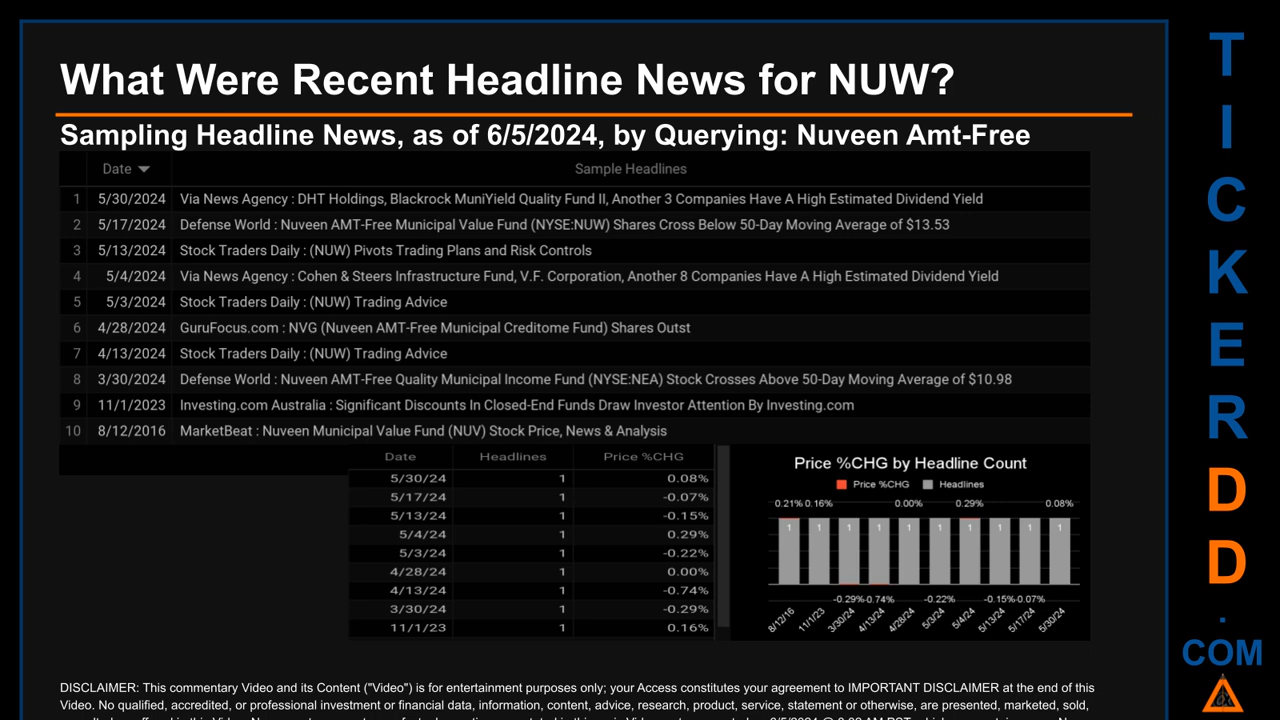 What Were Recent Headline News for NUW?
Sampling Headline News, as of 6/5/2024, by Querying: Nuveen Amt-Free
Date Sample Headlines
1 5/30/2024 Via News Agency : DHT Holdings, Blackrock MuniYield Quality Fund II, Another 3 Companies Have A High Estimated Dividend Yield
2 5/17/2024 Defense World : Nuveen AMT-Free Municipal Value Fund (NYSE:NUW) Shares Cross Below 50-Day Moving Average of $13.53
3 5/13/2024 Stock Traders Daily : (NUW) Pivots Trading Plans and Risk Controls
4 5/4/2024 Via News Agency : Cohen & Steers Infrastructure Fund, V.F. Corporation, Another 8 Companies Have A High Estimated Dividend Yield
5 5/3/2024 Stock Traders Daily : (NUW) Trading Advice
6 4/28/2024 GuruFocus.com : NVG (Nuveen AMT-Free Municipal Creditome Fund) Shares Outst
7 4/13/2024 Stock Traders Daily : (NUW) Trading Advice
8 3/30/2024 Defense World : Nuveen AMT-Free Quality Municipal Income Fund (NYSE:NEA) Stock Crosses Above 50-Day Moving Average of $10.98
9 11/1/2023 Investing.com Australia : Significant Discounts In Closed-End Funds Draw Investor Attention By Investing.com
10 8/12/2016 MarketBeat : Nuveen Municipal Value Fund (NUV) Stock Price, News & Analysis
Date Headlines Price %CHG
5/30/24 1 0.08%
5/17/24 1 -0.07%
5/13/24 1 -0.15%
5/4/24 1 0.29%
5/3/24 1 -0.22%
4/28/24 1 0.00%
4/13/24 1 -0.74%
3/30/24 1 -0.29%
11/1/23 1 0.16%
Price %CHG by Headline Count
Price %CHG Headlines
0.21% 0.16% 0.00% 0.29% 0.08%
1 1 1 1 1 1 1 1 1 1
-0.29% -0.74% -0.22% -0.15% -0.07%
8/12/16 11/1/23 3/30/24 4/13/24 4/28/24 5/3/24 5/4/24 5/13/24 5/17/24 5/30/24
DISCLAIMER: This commentary Video and its Content ("Video") is for entertainment purposes only; your Access constitutes your agreement to IMPORTANT DISCLAIMER at the end of this
Video. No qualified, accredited, or professional investment or financial data, information, content, advice, research, product, service, statement or otherwise, are presented, marketed, sold,
T
I
C
K
E
R
D
D
.
COM